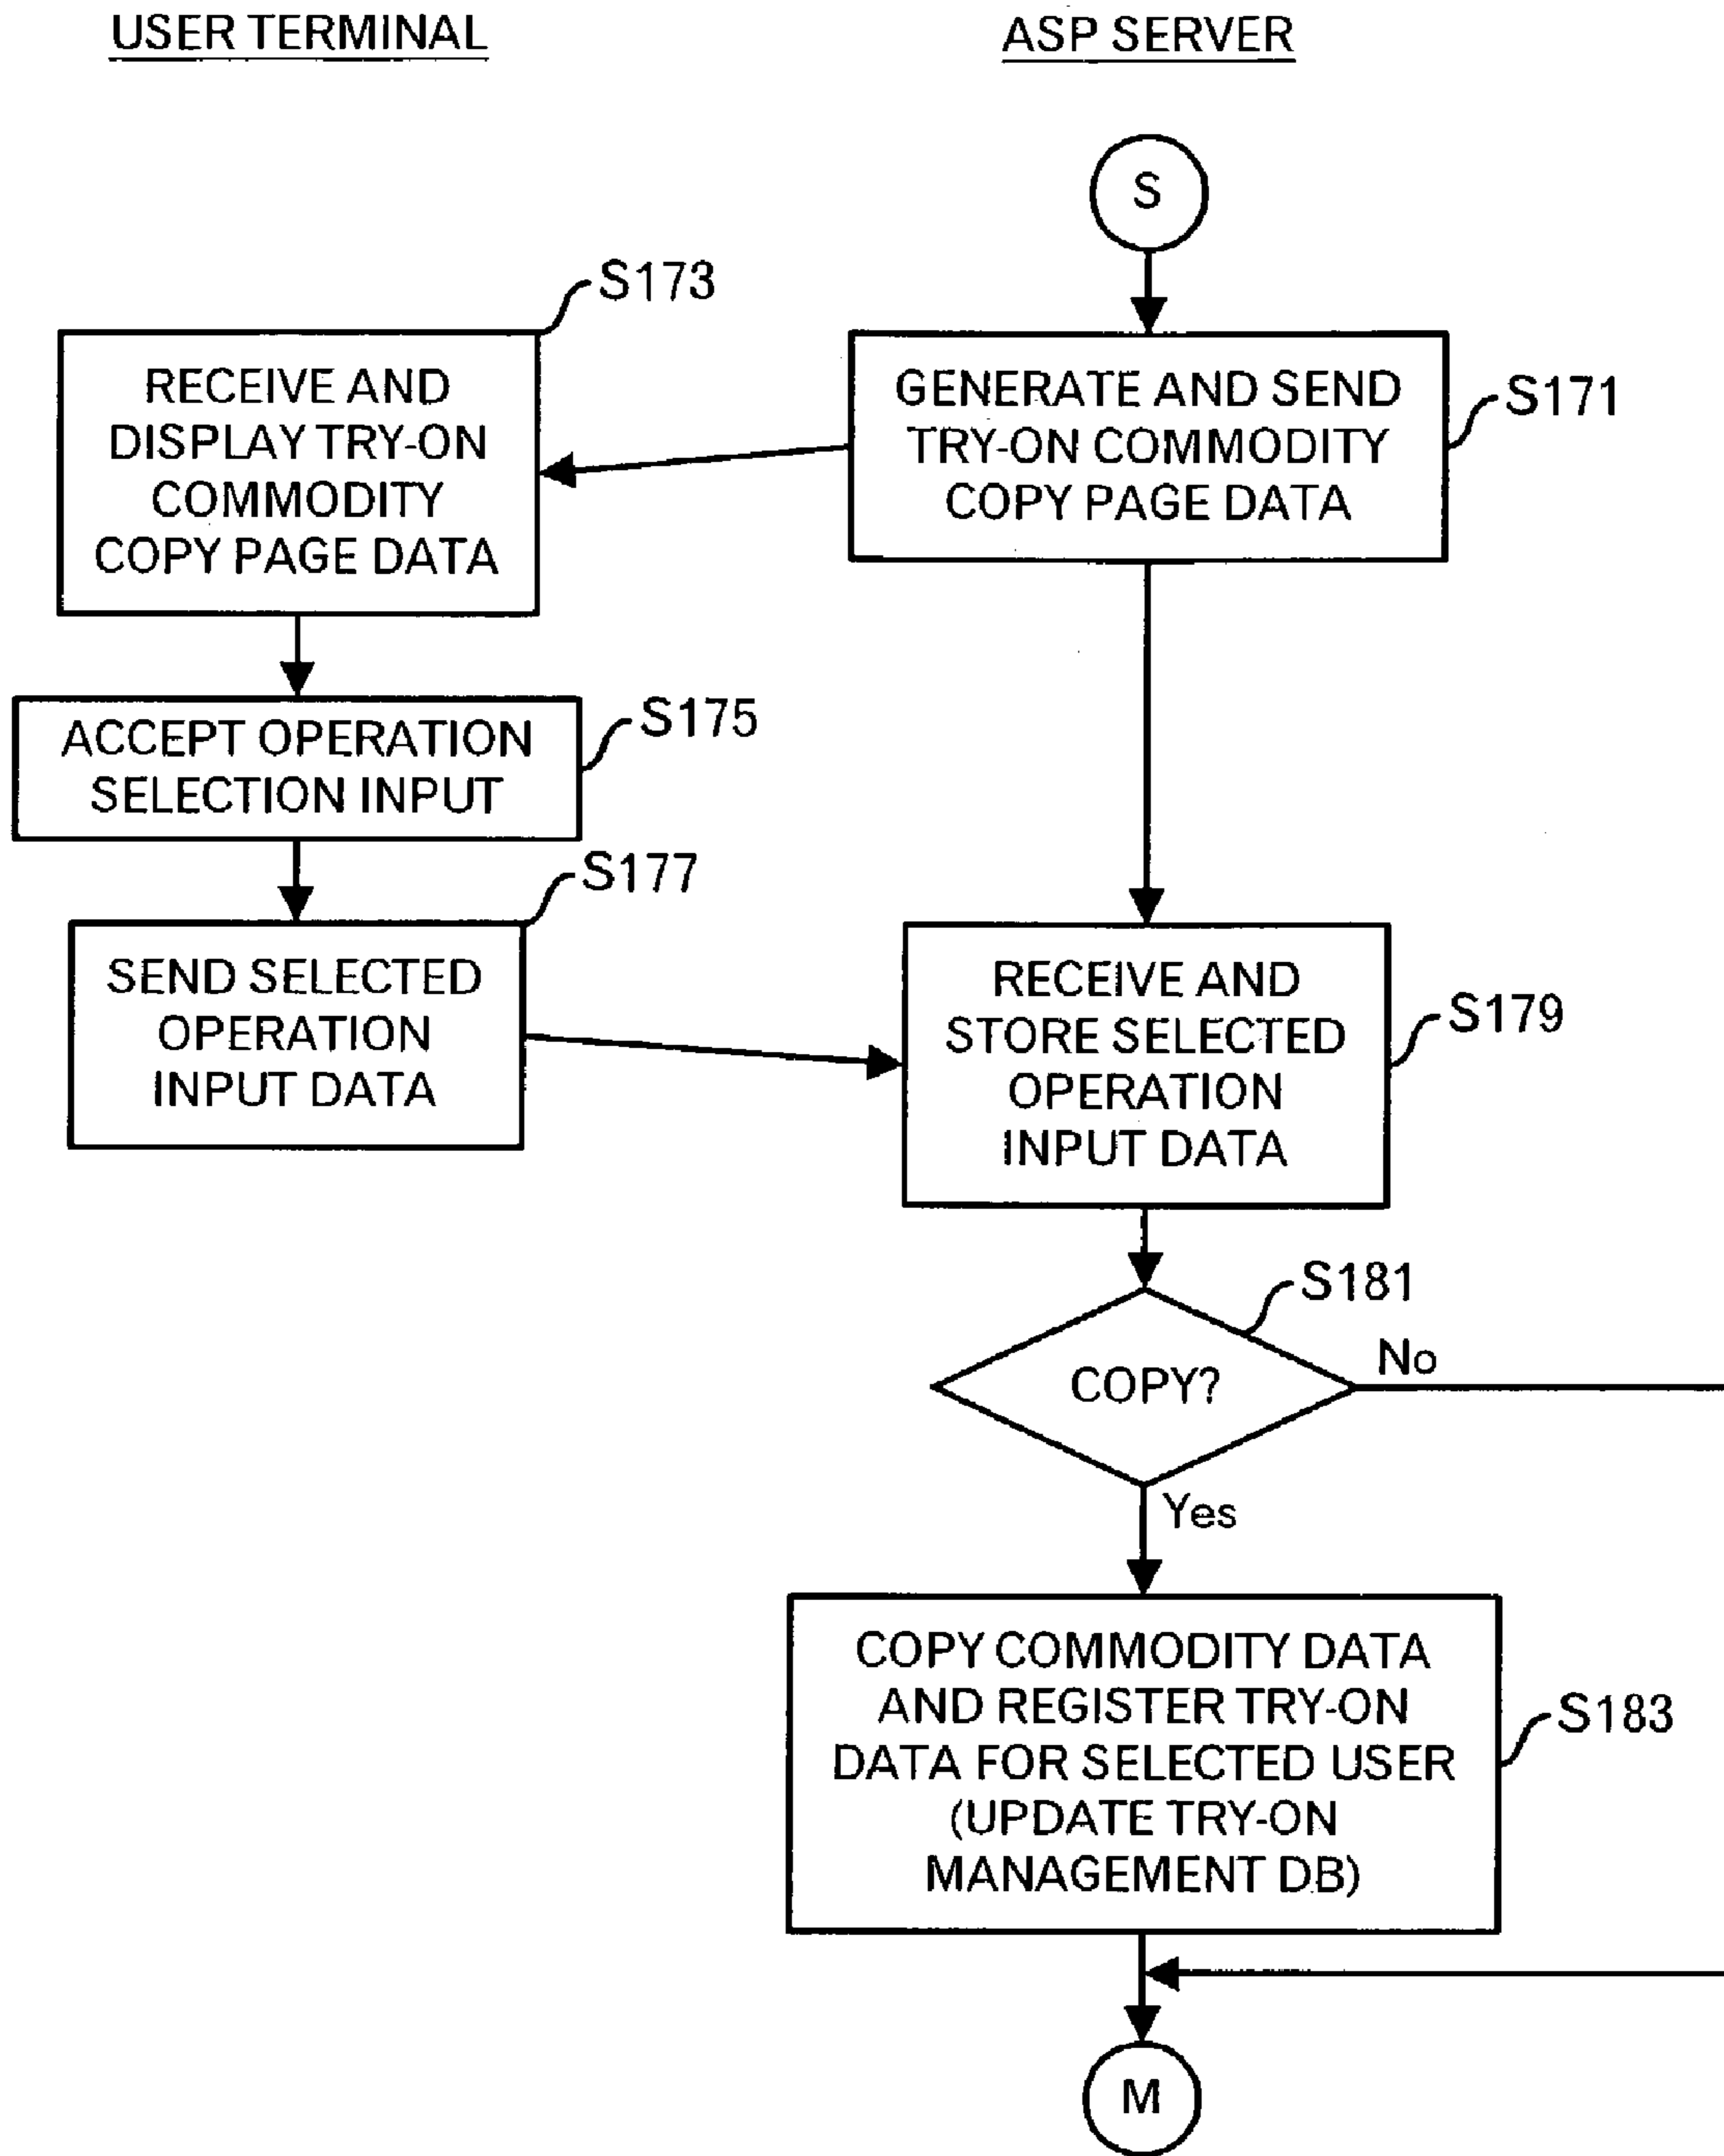 USER TERMINAL
ASP SERVER
S
S173
RECEIVE AND
DISPLAY TRY-ON
COMMODITY
COPY PAGE DATA
GENERATE AND SEND
TRY-ON COMMODITY
COPY PAGE DATA
S171
ACCEPT OPERATION
SELECTION INPUT
S175
S177
SEND SELECTED
OPERATION
INPUT DATA
RECEIVE AND
STORE SELECTED
OPERATION
INPUT DATA
S179
S181
COPY?
No
Yes
COPY COMMODITY DATA
AND REGISTER TRY-ON
DATA FOR SELECTED USER
(UPDATE TRY-ON
MANAGEMENT DB)
S183
M